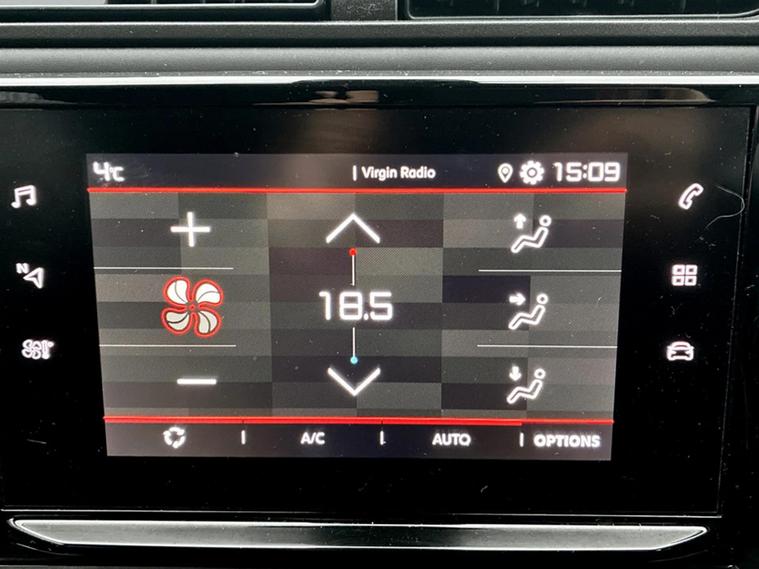 4°C | Virgin Radio 15:09
N
18.5
A/C | AUTO | OPTIONS